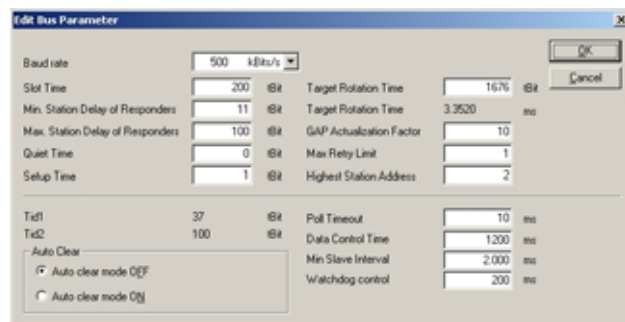 Edit Bus Parameter
Baud rate 500 kBits/s
OK
Cancel
Slot Time 200 tBit
Min. Station Delay of Responders 11 tBit
Max. Station Delay of Responders 100 tBit
Quiet Time 0 tBit
Setup Time 1 tBit
Target Rotation Time 1676 tBit
Target Rotation Time 3.3520 ms
GAP Actualization Factor 10
Max Retry Limit 1
Highest Station Address 2
Tid1 37 tBit
Tid2 100 tBit
Auto Clear
Auto clear mode OFF
Auto clear mode ON
Poll Timeout 10 ms
Data Control Time 1200 ms
Min Slave Interval 2.000 ms
Watchdog control 200 ms